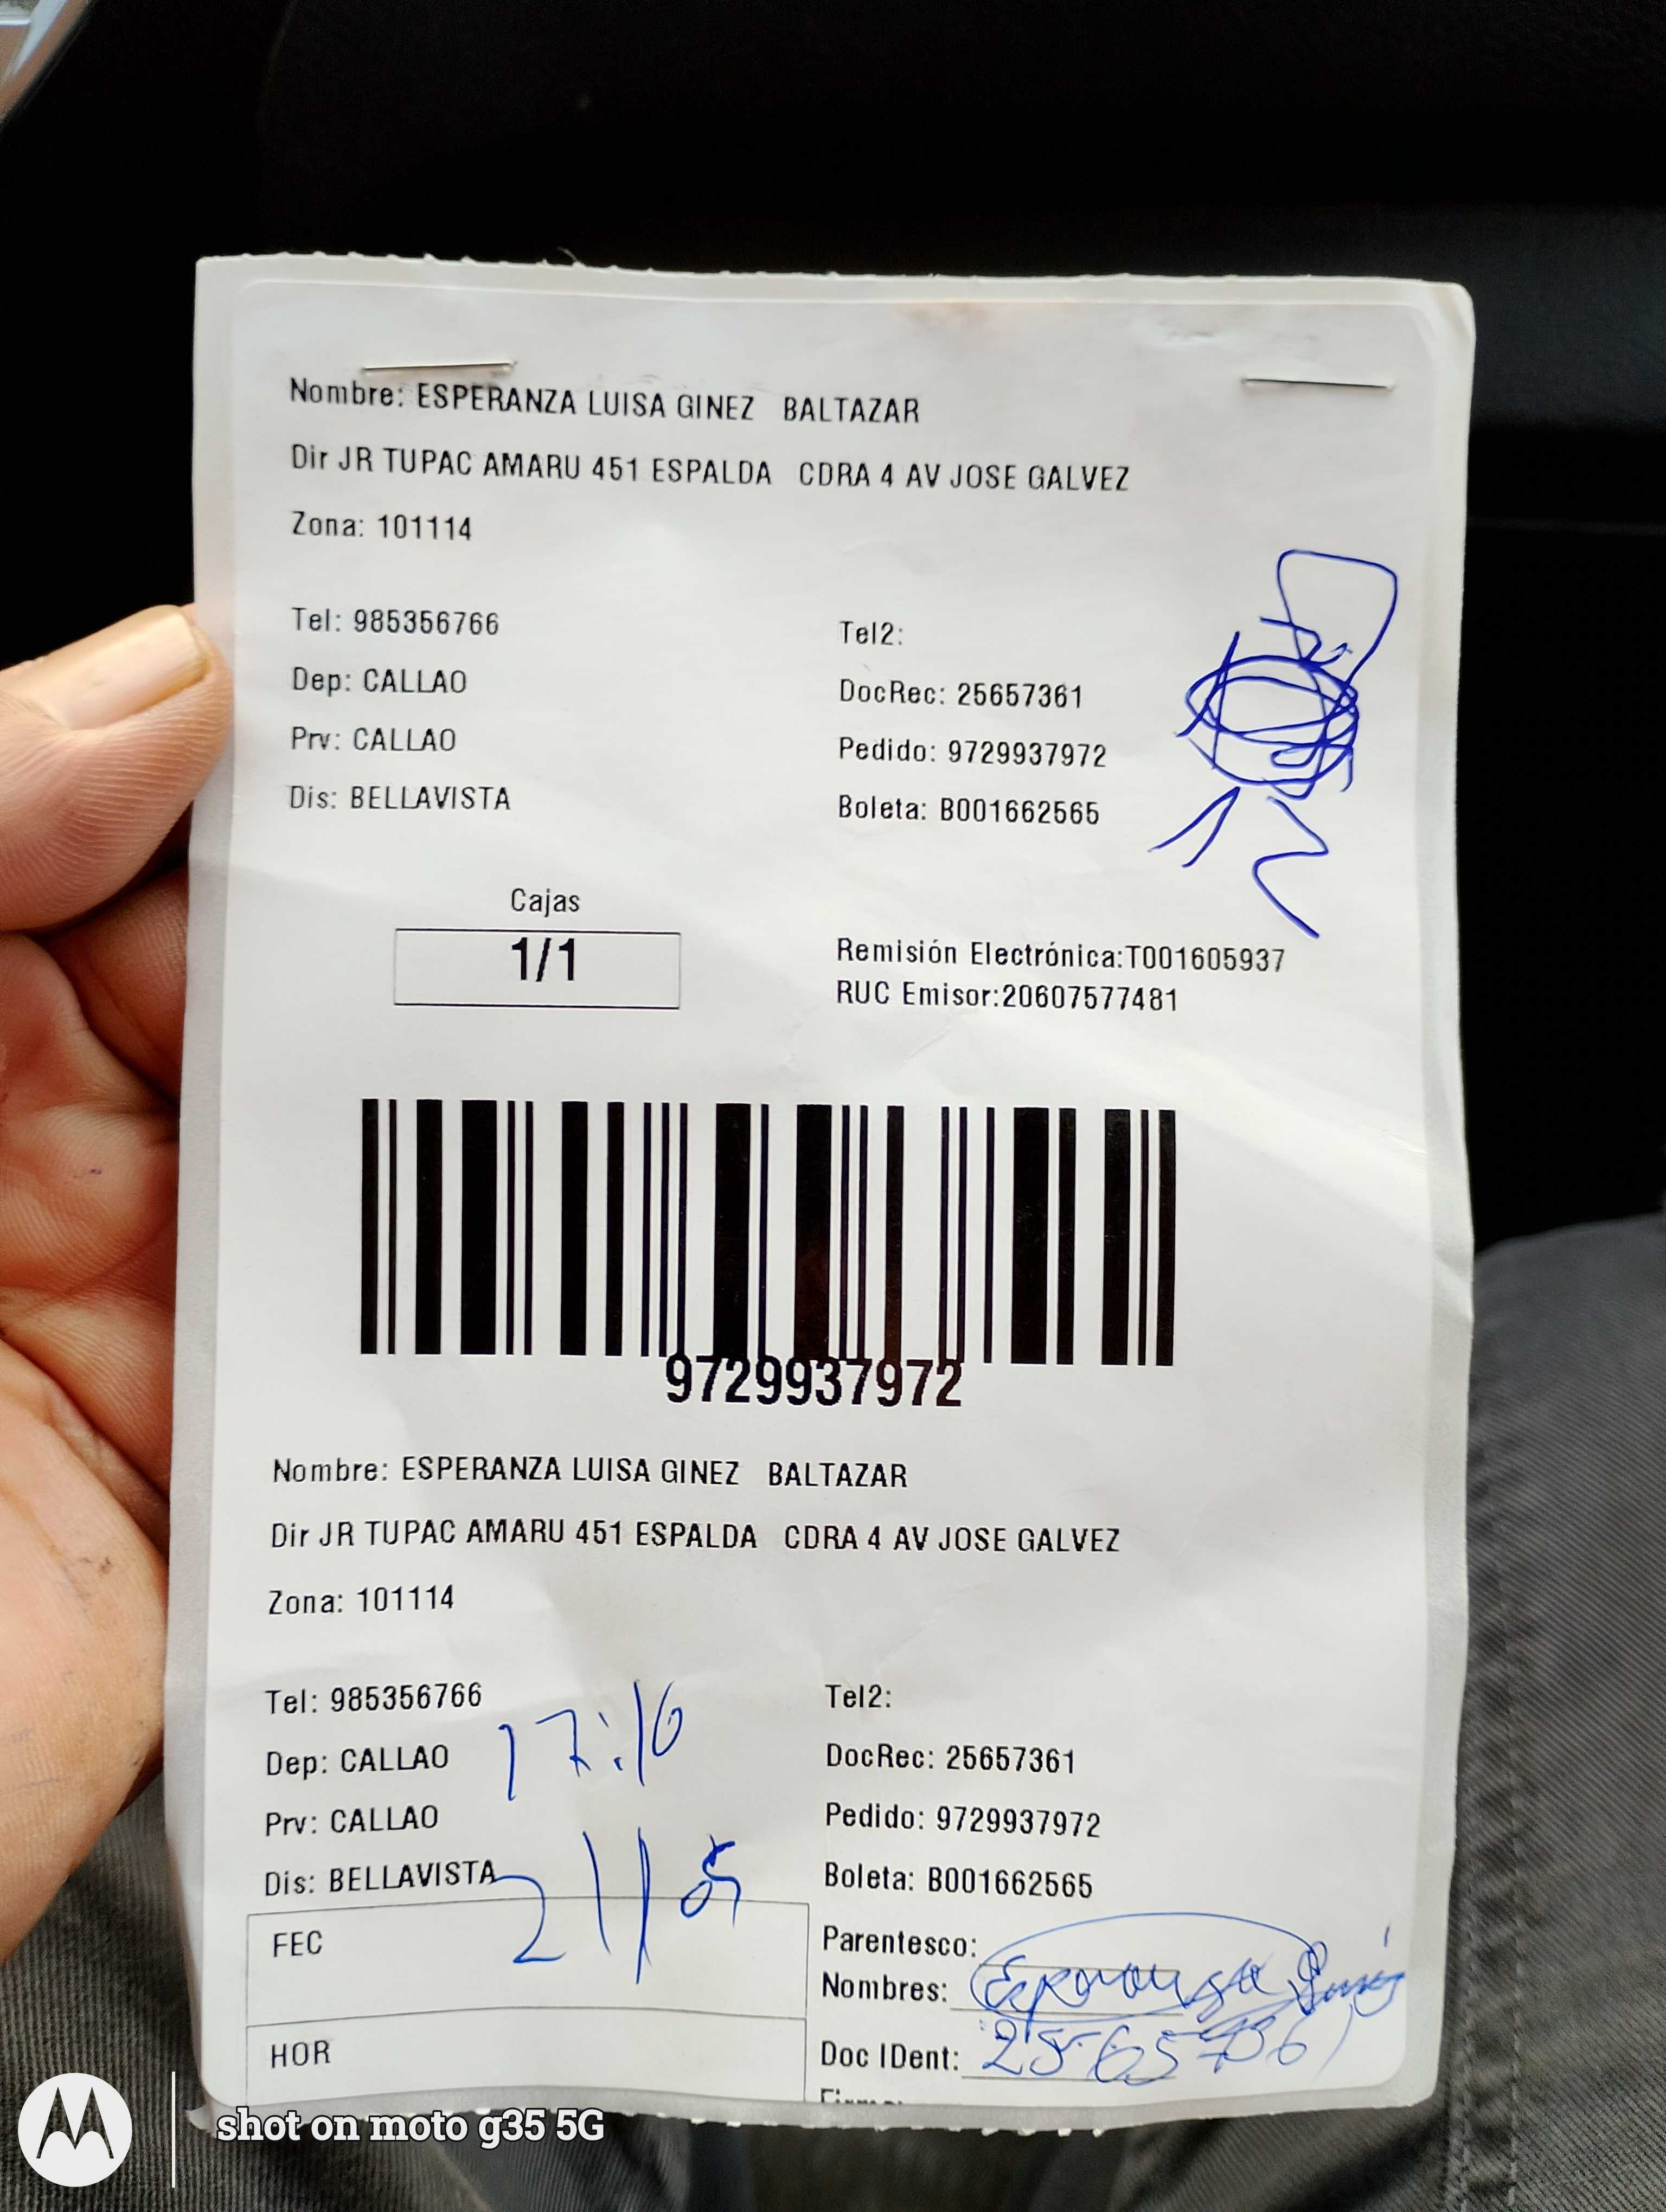 Nombre: ESPERANZA LUISA GINEZ BALTAZAR
Dir JR TUPAC AMARU 451 ESPALDA CDRA 4 AV JOSE GALVEZ
Zona: 101114
Tel: 985356766
Tel2:
Dep: CALLAO
DocRec: 25657361
Prv: CALLAO
Pedido: 9729937972
Dis: BELLAVISTA
Boleta: B001662565
Cajas
1/1
Remisión Electrónica:T001605937
RUC Emisor:20607577481
9729937972
Nombre: ESPERANZA LUISA GINEZ BALTAZAR
Dir JR TUPAC AMARU 451 ESPALDA CDRA 4 AV JOSE GALVEZ
Zona: 101114
Tel: 985356766
Tel2:
17:10
Dep: CALLAO
DocRec: 25657361
Prv: CALLAO
Pedido: 9729937972
Dis: BELLAVISTA
Boleta: B001662565
FEC 21/05
Parentesco:
Nombres: Esperanza
HOR
Doc IDent: 25657361
Firma:
shot on moto g35 5G